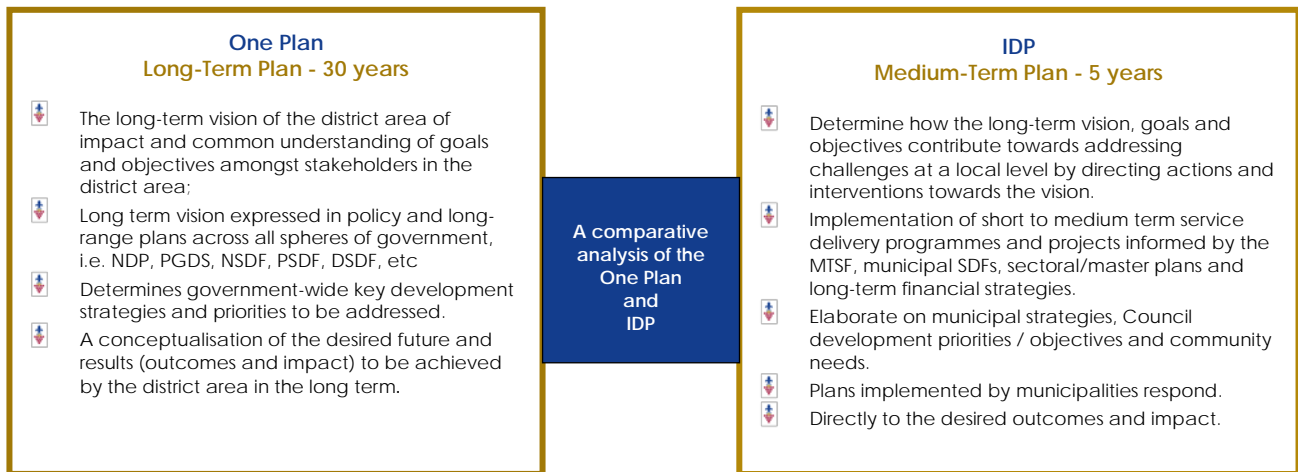 One Plan
Long-Term Plan - 30 years
The long-term vision of the district area of
impact and common understanding of goals
and objectives amongst stakeholders in the
district area;
Long term vision expressed in policy and long-
range plans across all spheres of government,
i.e. NDP, PGDS, NSDF, PSDF, DSDF, etc
Determines government-wide key development
strategies and priorities to be addressed.
A conceptualisation of the desired future and
results (outcomes and impact) to be achieved
by the district area in the long term.
A comparative
analysis of the
One Plan
and
IDP
IDP
Medium-Term Plan - 5 years
Determine how the long-term vision, goals and
objectives contribute towards addressing
challenges at a local level by directing actions and
interventions towards the vision.
Implementation of short to medium term service
delivery programmes and projects informed by the
MTSF, municipal SDFs, sectoral/master plans and
long-term financial strategies.
Elaborate on municipal strategies, Council
development priorities / objectives and community
needs.
Plans implemented by municipalities respond.
Directly to the desired outcomes and impact.